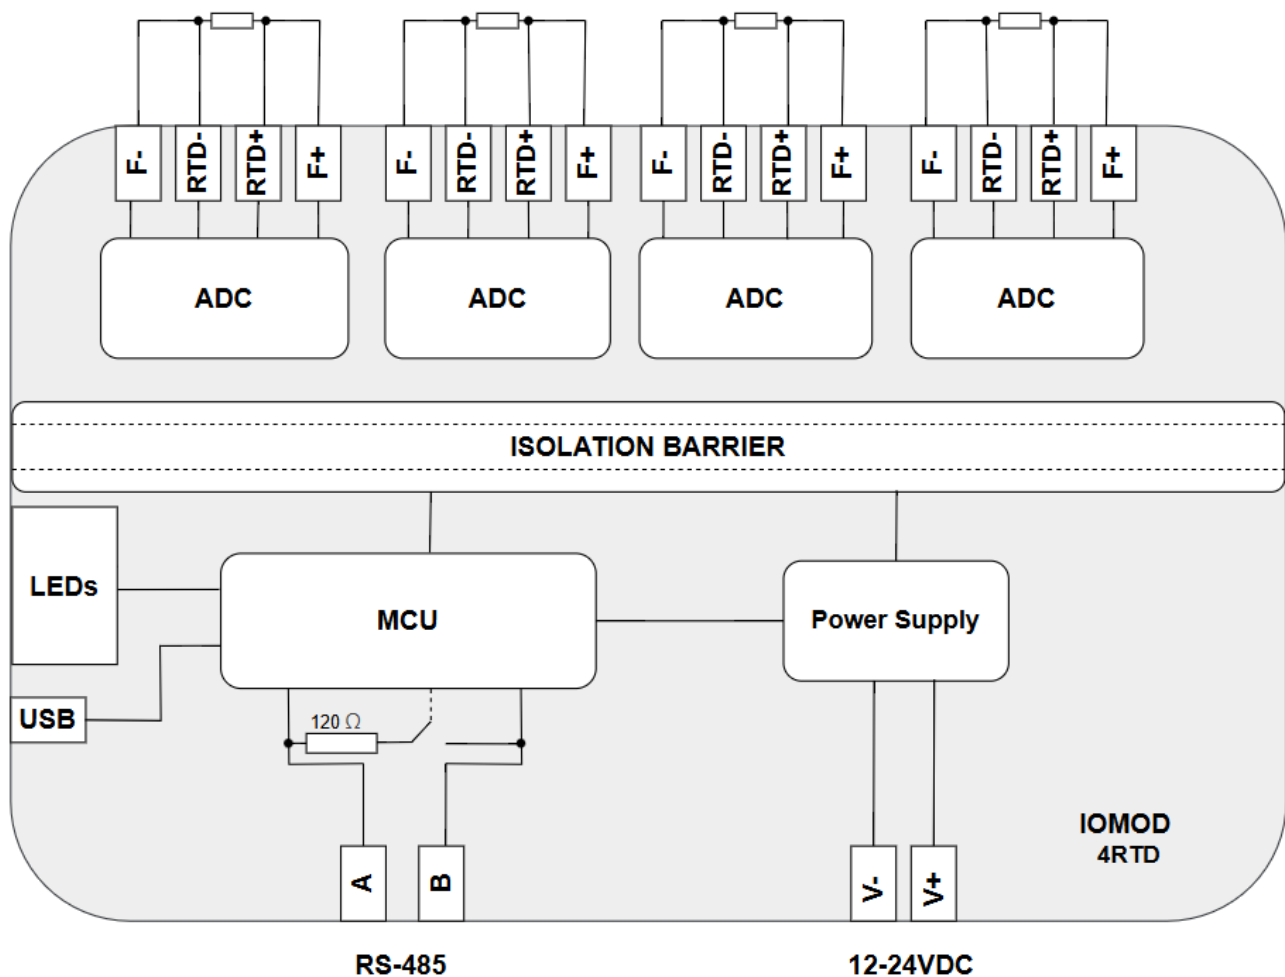 F-
RTD-
RTD+
F+
F-
RTD-
RTD+
F+
F-
RTD-
RTD+
F+
F-
RTD-
RTD+
F+
ADC
ADC
ADC
ADC
ISOLATION BARRIER
LEDs
MCU
Power Supply
USB
120 Ω
IOMOD
4RTD
A
B
V-
V+
RS-485
12-24VDC